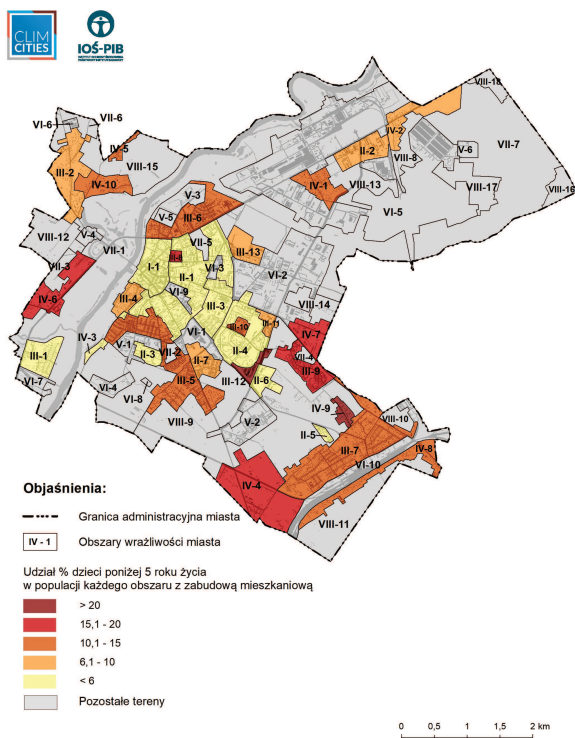 CLIM
CITIES
IOŚ-PIB
VIII-18
VI-6
VII-6
IV-5
VIII-15
III-2
IV-10
IV-2
II-2
VIII-8
V-6
VII-7
IV-1
VIII-13
VIII-17
VIII-16
VI-5
V-3
V-5
III-6
V-4
VIII-12
VII-1
VII-5
III-8
III-13
I-1
II-1
VI-3
VI-2
VII-3
IV-6
VI-9
III-4
III-3
VIII-14
III-11
III-10
IV-7
VI-1
IV-3
V-1
II-3
VII-2
II-7
II-4
VII-4
III-9
III-1
VI-7
VI-4
VI-8
III-5
III-12
II-6
VIII-9
V-2
IV-9
II-5
VIII-10
III-7
VI-10
IV-8
IV-4
VIII-11
Objaśnienia:
Granica administracyjna miasta
IV - 1 Obszary wrażliwości miasta
Udział % dzieci poniżej 5 roku życia
w populacji każdego obszaru z zabudową mieszkaniową
> 20
15,1 - 20
10,1 - 15
6,1 - 10
< 6
Pozostałe tereny
0 0,5 1 1,5 2 km